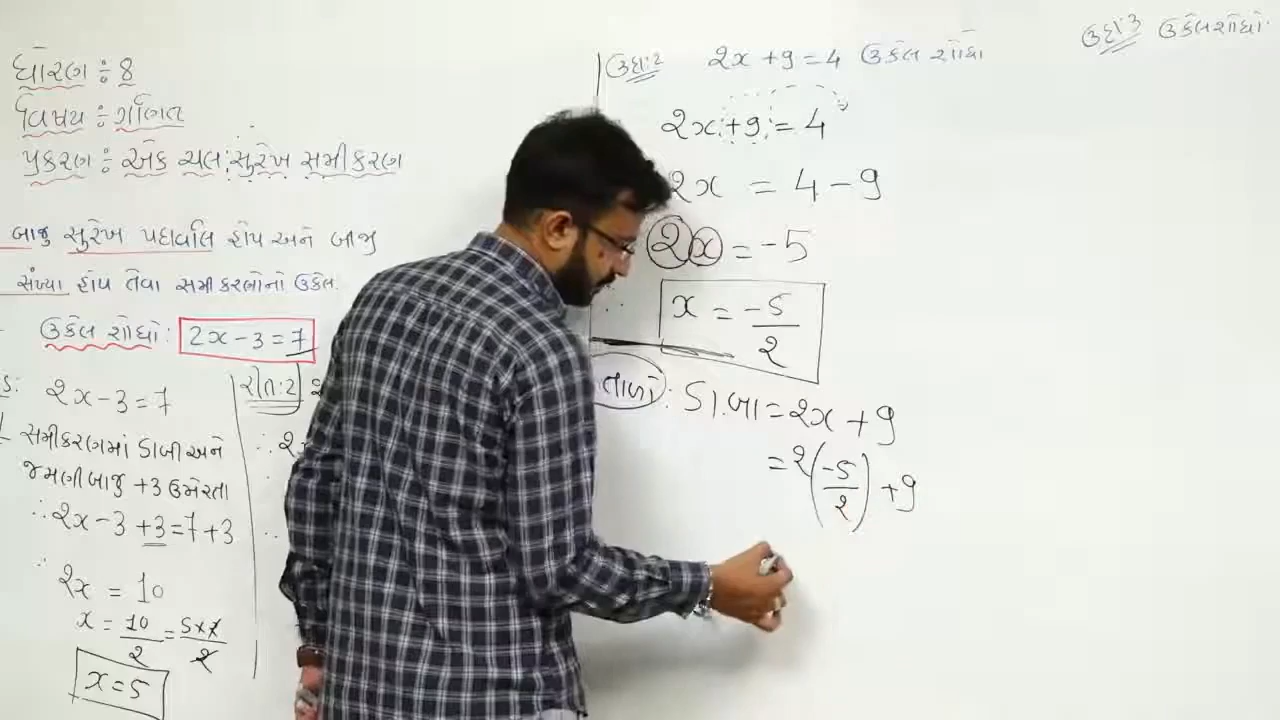 ધોરણ : 8
વિષય : ગણિત
પ્રકરણ : એક ચલ સુરેખ સમીકરણ
બાજુ સુરેખ પદાવલિ હોય અને બીજી
સંખ્યા હોય તેવા સમીકરણોનો ઉકેલ.
ઉકેલ શોધો: 2x - 3 = 7
2x - 3 = 7
સમીકરણમાં ડાબી અને
જમણી બાજુ +3 ઉમેરતા
∴ 2x - 3 + 3 = 7 + 3
∴ 2x = 10
x = 10/2 = 5×2/2
x = 5
રીત:2
∴ 2x
ઉદા:2 2x + 9 = 4 ઉકેલ શોધો
2x + 9 = 4
2x = 4 - 9
2x = -5
∴ x = -5/2
તાળો: ડા.બા = 2x + 9
= 2(-5/2) + 9
ઉદા:3 ઉકેલ શોધો.